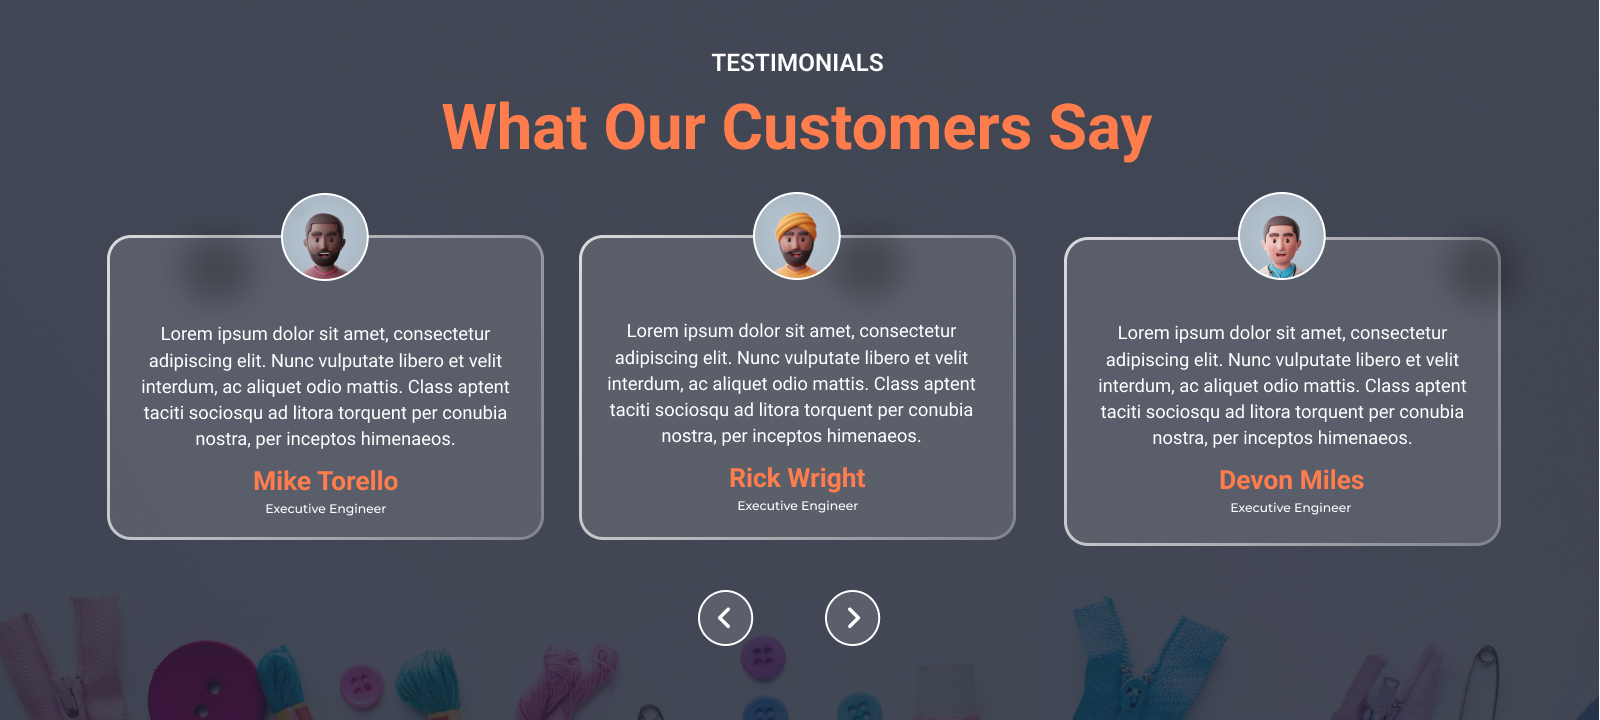 TESTIMONIALS
What Our Customers Say
Lorem ipsum dolor sit amet, consectetur
adipiscing elit. Nunc vulputate libero et velit
interdum, ac aliquet odio mattis. Class aptent
taciti sociosqu ad litora torquent per conubia
nostra, per inceptos himenaeos.
Mike Torello
Executive Engineer
Lorem ipsum dolor sit amet, consectetur
adipiscing elit. Nunc vulputate libero et velit
interdum, ac aliquet odio mattis. Class aptent
taciti sociosqu ad litora torquent per conubia
nostra, per inceptos himenaeos.
Rick Wright
Executive Engineer
Lorem ipsum dolor sit amet, consectetur
adipiscing elit. Nunc vulputate libero et velit
interdum, ac aliquet odio mattis. Class aptent
taciti sociosqu ad litora torquent per conubia
nostra, per inceptos himenaeos.
Devon Miles
Executive Engineer